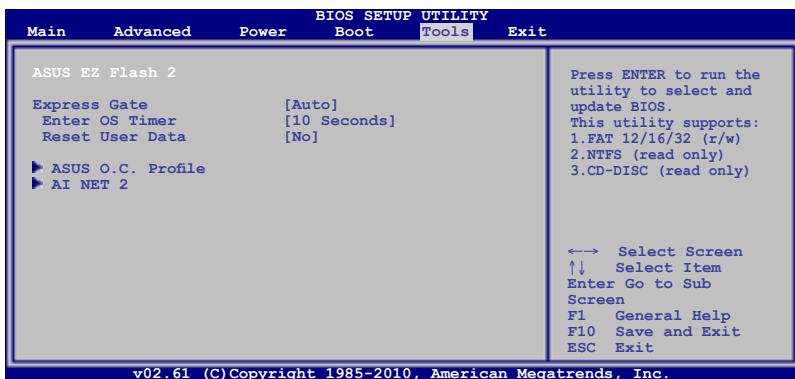 BIOS SETUP UTILITY
Main Advanced Power Boot Tools Exit
ASUS EZ Flash 2
Express Gate [Auto]
Enter OS Timer [10 Seconds]
Reset User Data [No]
ASUS O.C. Profile
AI NET 2
Press ENTER to run the
utility to select and
update BIOS.
This utility supports:
1.FAT 12/16/32 (r/w)
2.NTFS (read only)
3.CD-DISC (read only)
←→ Select Screen
↑↓ Select Item
Enter Go to Sub
Screen
F1 General Help
F10 Save and Exit
ESC Exit
v02.61 (C)Copyright 1985-2010, American Megatrends, Inc.